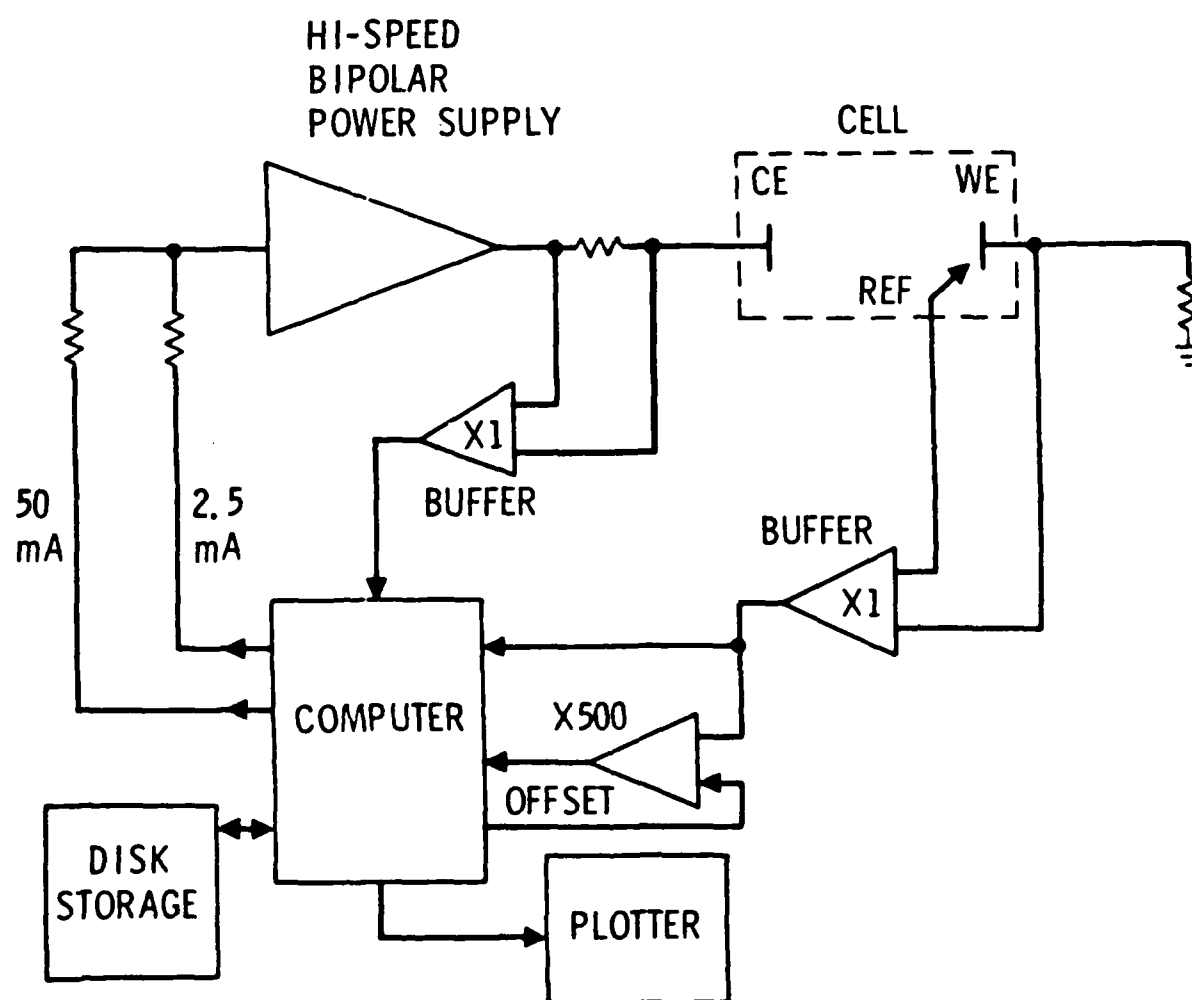 HI-SPEED
BIPOLAR
POWER SUPPLY
CELL
CE
WE
REF
X1
BUFFER
50
mA
2.5
mA
BUFFER
X1
COMPUTER
X500
OFFSET
DISK
STORAGE
PLOTTER